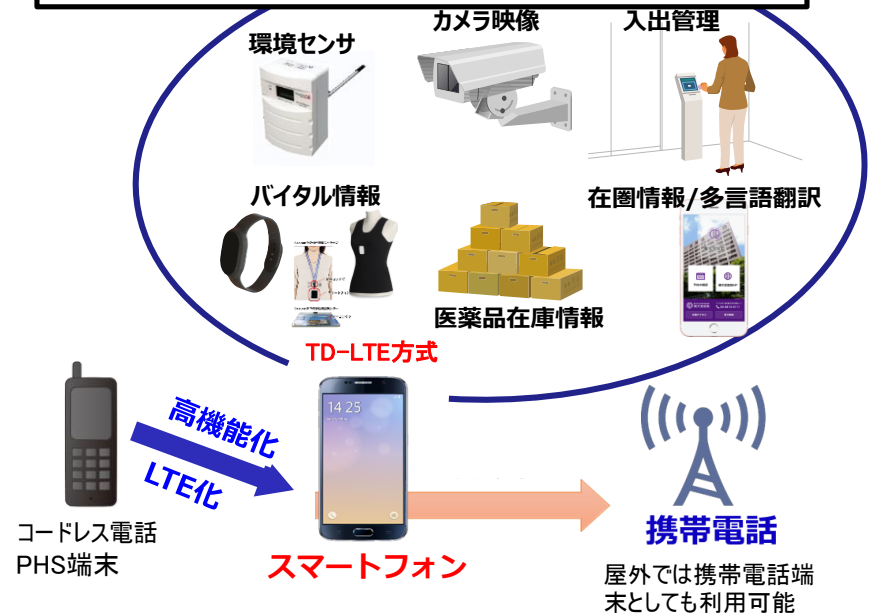 カメラ映像
入出管理
環境センサ
バイタル情報
在圏情報/多言語翻訳
医薬品在庫情報
TD-LTE方式
14 25
高機能化
LTE化
コードレス電話
PHS端末
スマートフォン
携帯電話
屋外では携帯電話端
末としても利用可能